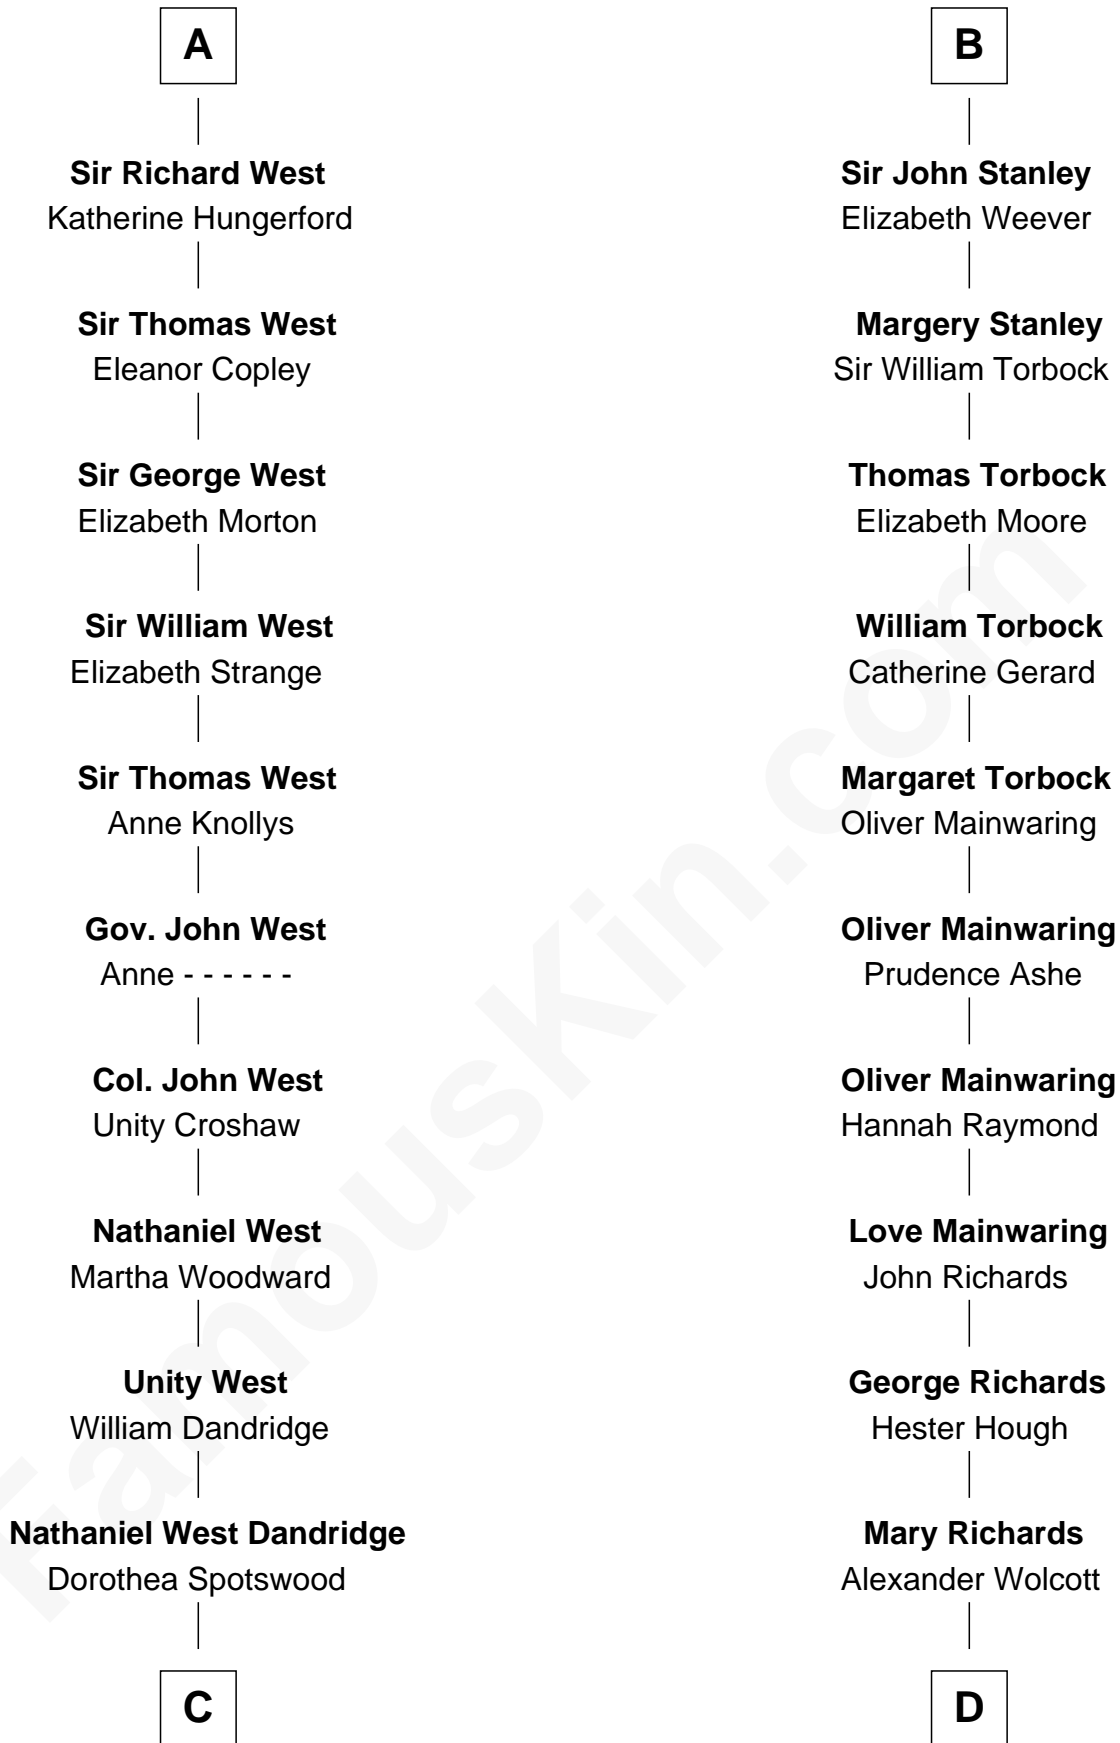 A
Sir Richard West
Katherine Hungerford
Sir Thomas West
Eleanor Copley
Sir George West
Elizabeth Morton
Sir William West
Elizabeth Strange
Sir Thomas West
Anne Knollys
Gov. John West
Anne - - - - - -
Col. John West
Unity Croshaw
Nathaniel West
Martha Woodward
Unity West
William Dandridge
Nathaniel West Dandridge
Dorothea Spotswood
C
B
Sir John Stanley
Elizabeth Weever
Margery Stanley
Sir William Torbock
Thomas Torbock
Elizabeth Moore
William Torbock
Catherine Gerard
Margaret Torbock
Oliver Mainwaring
Oliver Mainwaring
Prudence Ashe
Oliver Mainwaring
Hannah Raymond
Love Mainwaring
John Richards
George Richards
Hester Hough
Mary Richards
Alexander Wolcott
D
FamousKin.com